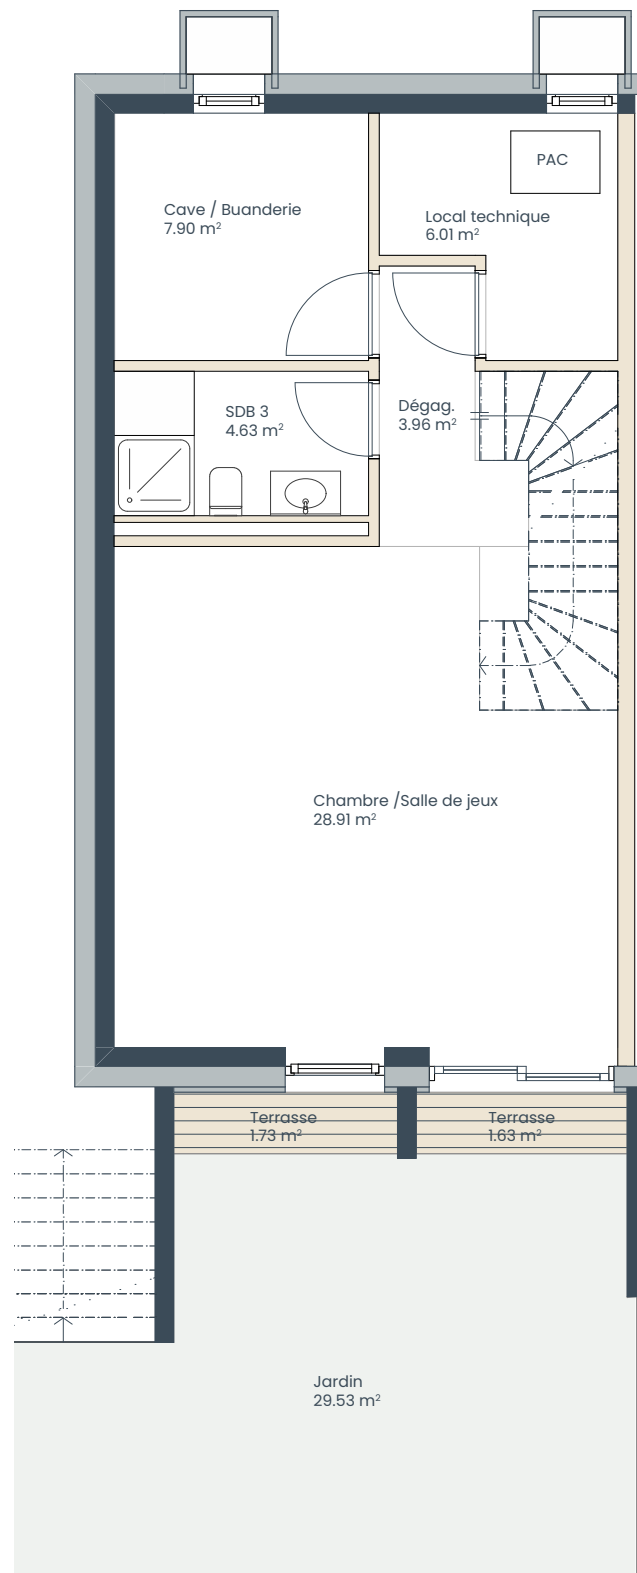 PAC
Cave / Buanderie
7.90 m²
Local technique
6.01 m²
SDB 3
4.63 m²
Dégag.
3.96 m²
Chambre /Salle de jeux
28.91 m²
Terrasse
1.73 m²
Terrasse
1.63 m²
Jardin
29.53 m²